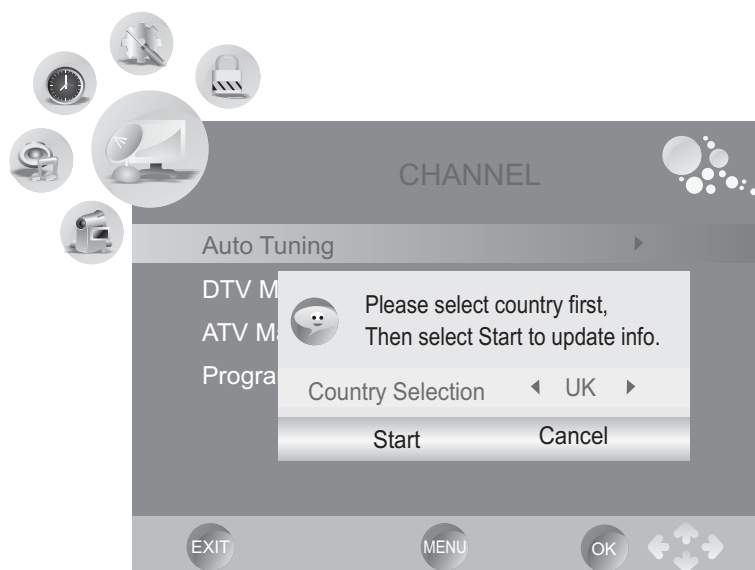 CHANNEL
Auto Tuning
DTV M
ATV Ma
Progra
Please select country first,
Then select Start to update info.
Country Selection UK
Start Cancel
EXIT MENU OK